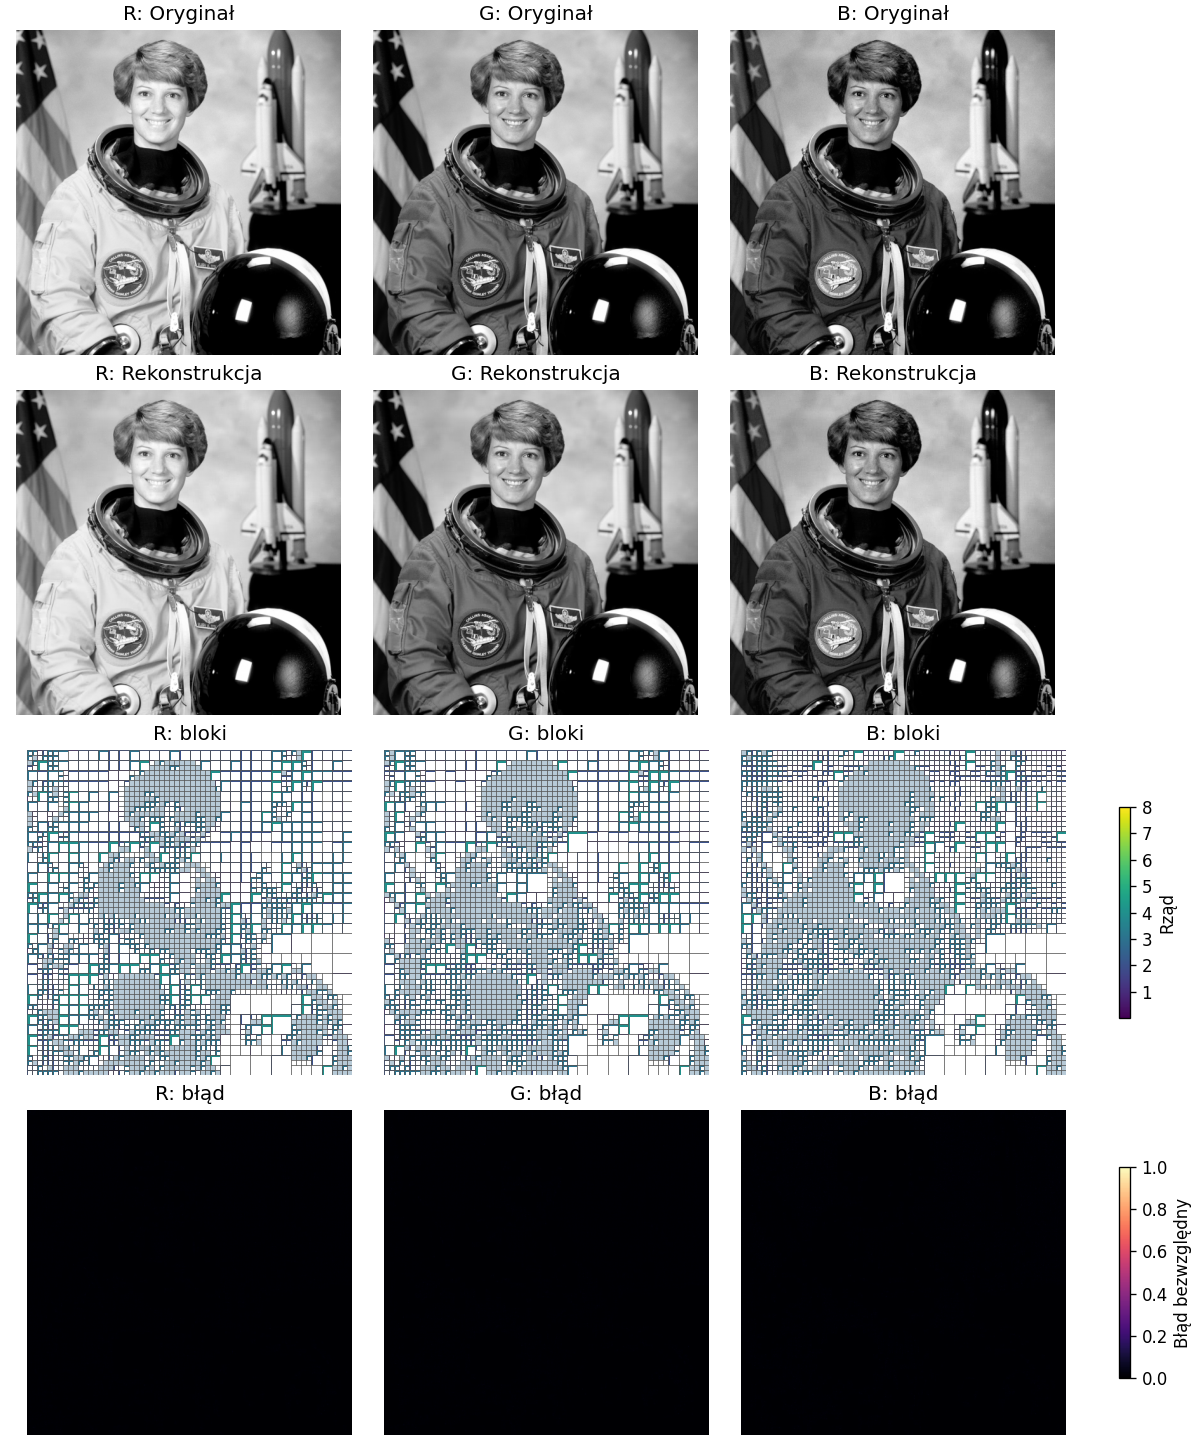 R: Oryginał
G: Oryginał
B: Oryginał
R: Rekonstrukcja
G: Rekonstrukcja
B: Rekonstrukcja
R: bloki
G: bloki
B: bloki
8
7
6
5
4
3
2
1
Rząd
R: błąd
G: błąd
B: błąd
1.0
0.8
0.6
0.4
0.2
0.0
Błąd bezwzględny